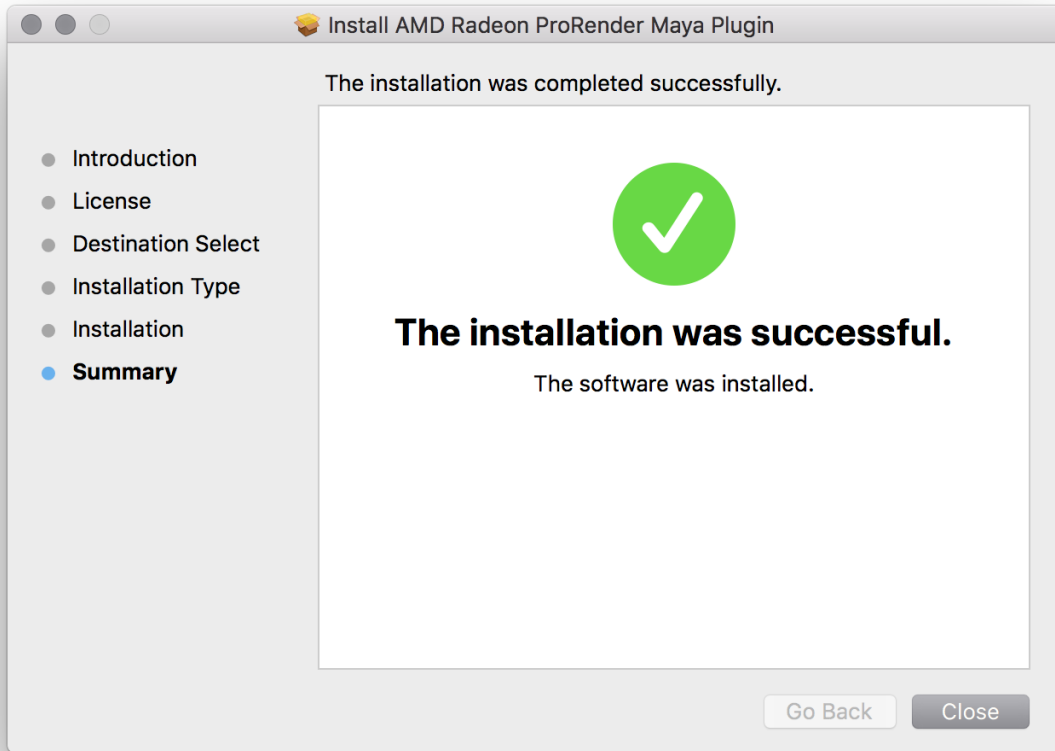 Install AMD Radeon ProRender Maya Plugin
The installation was completed successfully.
Introduction
License
Destination Select
Installation Type
Installation
Summary
The installation was successful.
The software was installed.
Go Back
Close